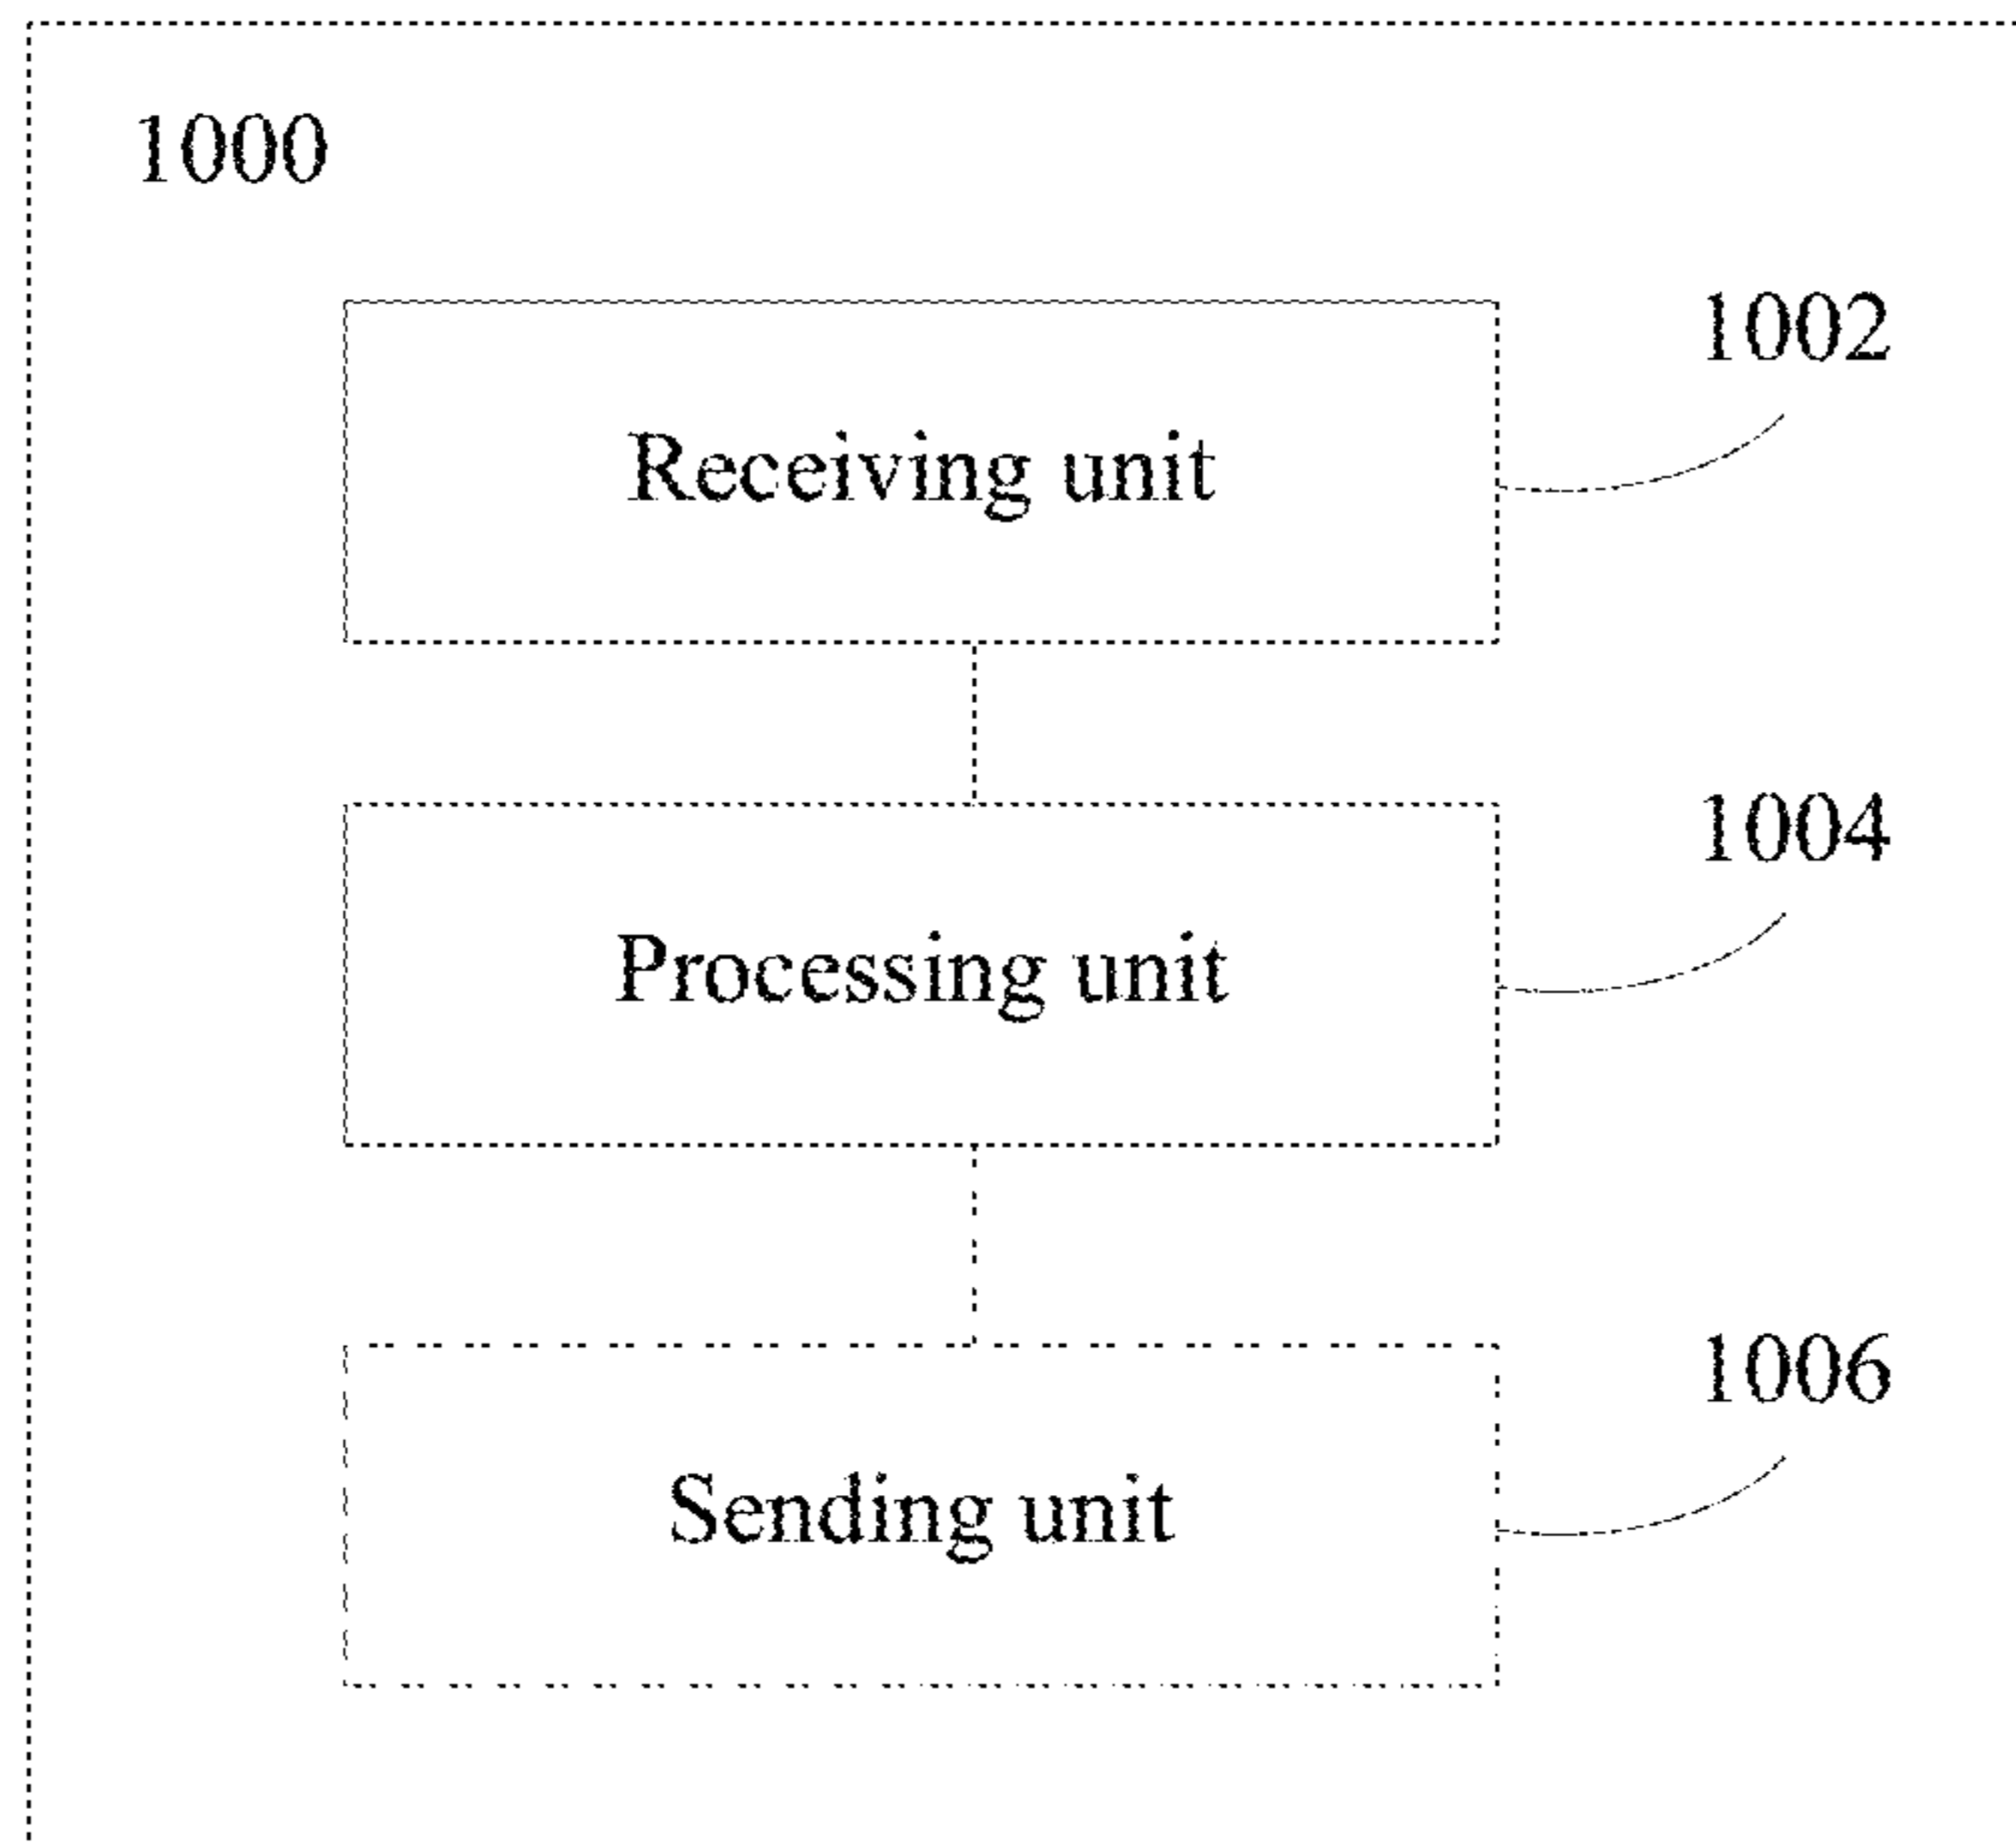 1000
1002
Receiving unit
1004
Processing unit
1006
Sending unit